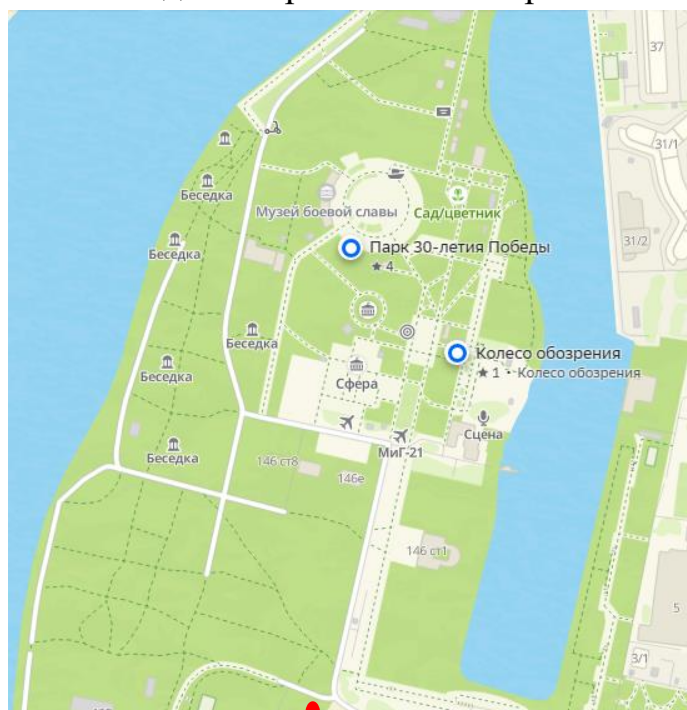 37
31/1
Беседка
Музей боевой славы
Сад/цветник
31/2
Беседка
Парк 30-летия Победы
★ 4
Беседка
Колесо обозрения
★ 1 · Колесо обозрения
Беседка
Сфера
Сцена
Беседка
МиГ-21
146 ст8
146е
146 ст1
5
3/1